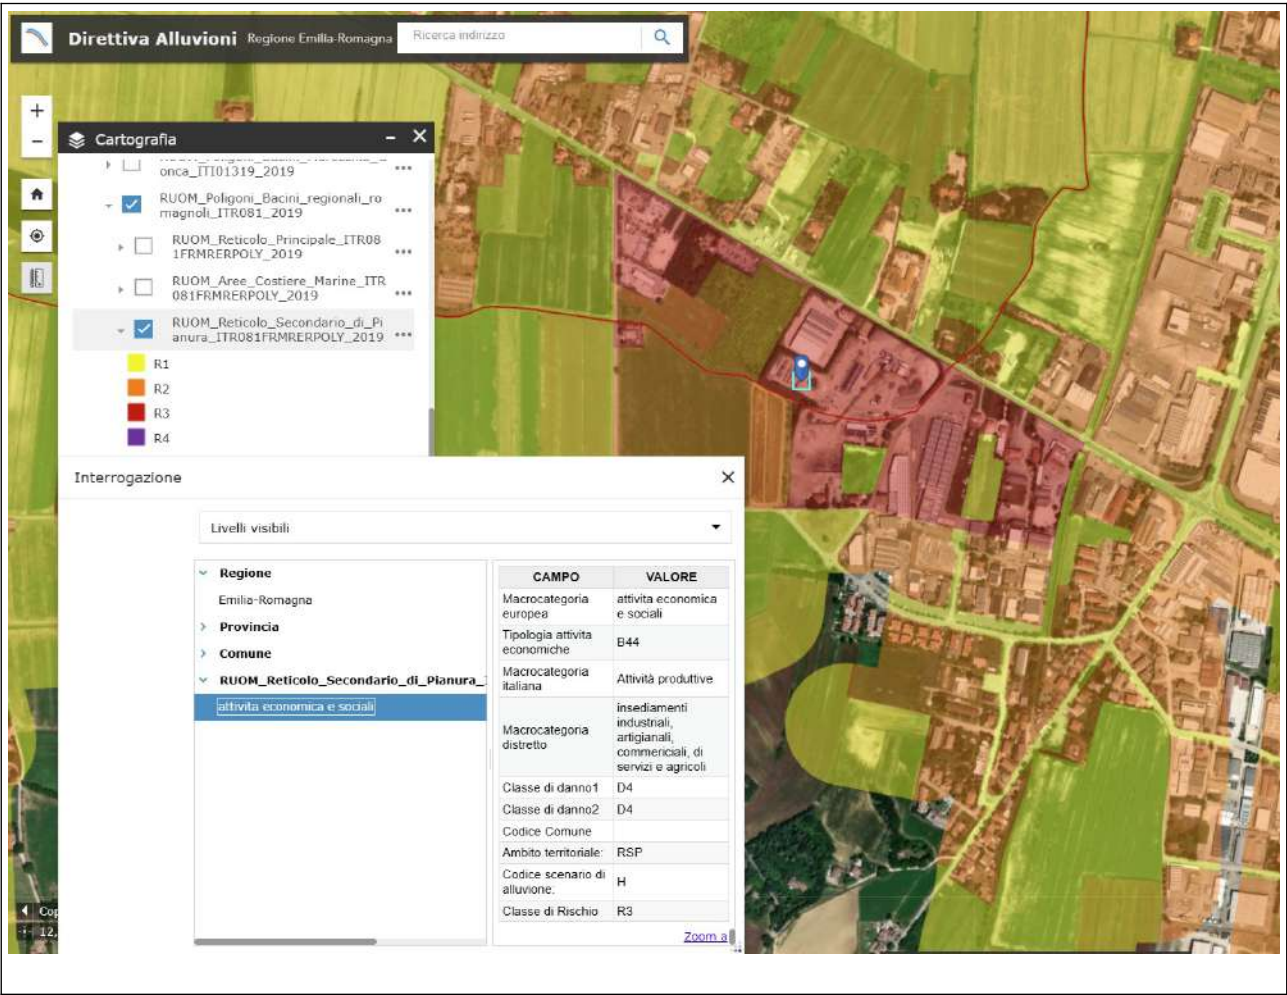 Direttiva Alluvioni Regione Emilia-Romagna
Ricerca indirizzo
+
−
Cartografia
onca_ITI01319_2019
RUOM_Poligoni_Bacini_regionali_ro
magnoli_ITR081_2019
RUOM_Reticolo_Principale_ITR08
1FRMRERPOLY_2019
RUOM_Aree_Costiere_Marine_ITR
081FRMRERPOLY_2019
RUOM_Reticolo_Secondario_di_Pi
anura_ITR081FRMRERPOLY_2019
R1
R2
R3
R4
Interrogazione
Livelli visibili
Regione
Emilia-Romagna
Provincia
Comune
RUOM_Reticolo_Secondario_di_Pianura_
attivita economica e sociali
CAMPO VALORE
Macrocategoria europea attivita economica e sociali
Tipologia attivita economiche B44
Macrocategoria italiana Attività produttive
Macrocategoria distretto insediamenti industriali, artigianali, commericiali, di servizi e agricoli
Classe di danno1 D4
Classe di danno2 D4
Codice Comune
Ambito territoriale: RSP
Codice scenario di alluvione: H
Classe di Rischio R3
Zoom a
Cop
12,